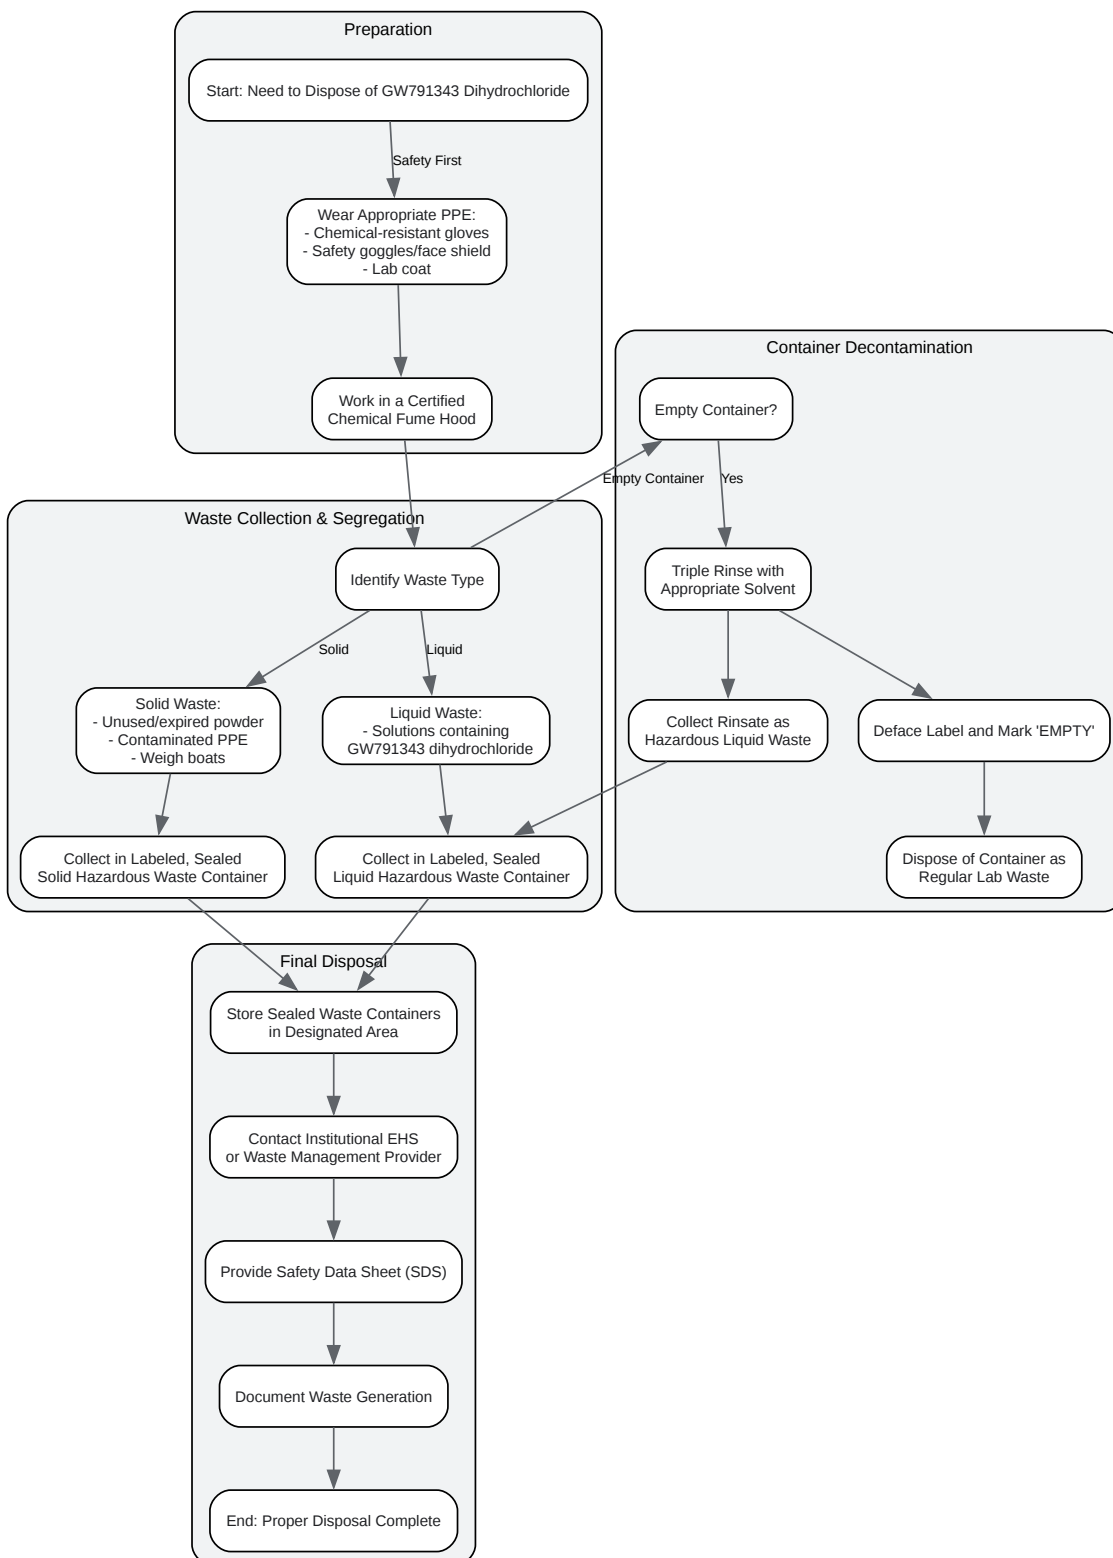 Preparation
Start: Need to Dispose of GW791343 Dihydrochloride
Safety First
Wear Appropriate PPE:
- Chemical-resistant gloves
- Safety goggles/face shield
- Lab coat
Work in a Certified
Chemical Fume Hood
Container Decontamination
Empty Container?
Empty Container
Yes
Triple Rinse with
Appropriate Solvent
Collect Rinsate as
Hazardous Liquid Waste
Deface Label and Mark 'EMPTY'
Dispose of Container as
Regular Lab Waste
Waste Collection & Segregation
Identify Waste Type
Solid
Liquid
Solid Waste:
- Unused/expired powder
- Contaminated PPE
- Weigh boats
Liquid Waste:
- Solutions containing
GW791343 dihydrochloride
Collect in Labeled, Sealed
Solid Hazardous Waste Container
Collect in Labeled, Sealed
Liquid Hazardous Waste Container
Final Disposal
Store Sealed Waste Containers
in Designated Area
Contact Institutional EHS
or Waste Management Provider
Provide Safety Data Sheet (SDS)
Document Waste Generation
End: Proper Disposal Complete